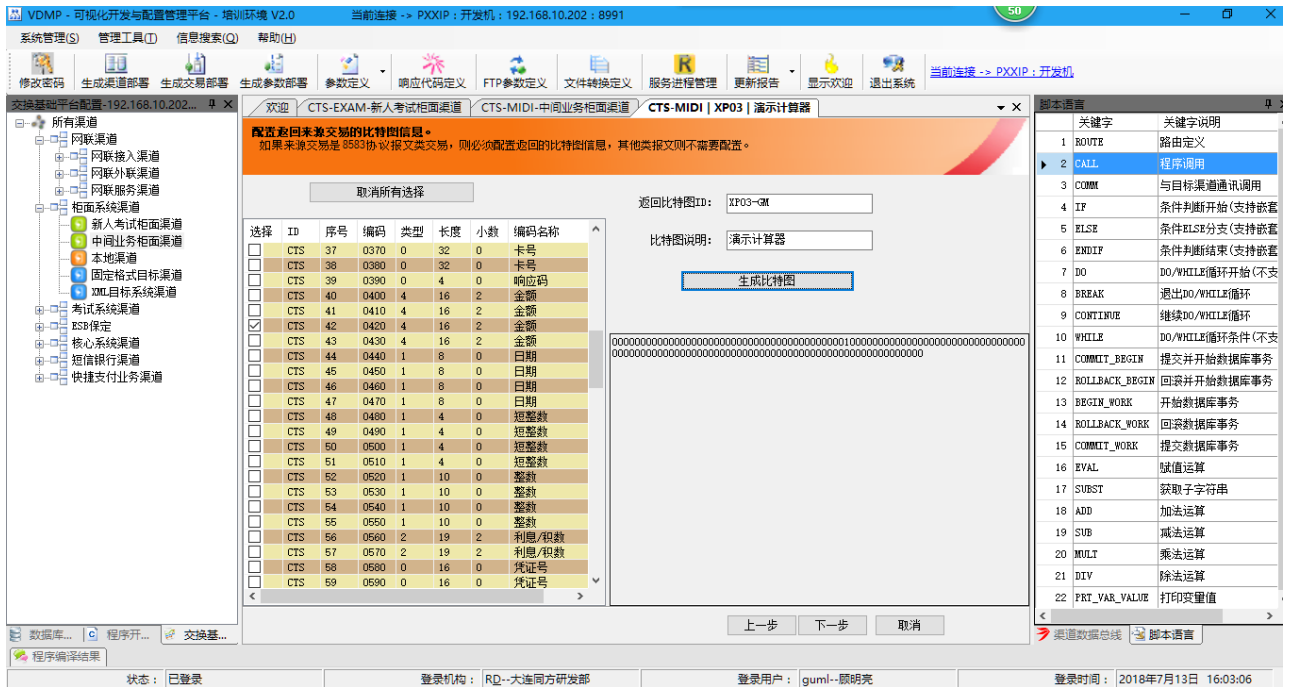 VDMP - 可视化开发与配置管理平台 - 培训环境 V2.0 当前连接 -> PXXIP : 开发机 : 192.168.10.202 : 8991
50
系统管理(S) 管理工具(T) 信息搜索(Q) 帮助(H)
修改密码 生成渠道部署 生成交易部署 生成参数部署 参数定义 响应代码定义 FTP参数定义 文件转换定义 服务进程管理 更新报告 显示欢迎 退出系统 当前连接 -> PXXIP : 开发机
交换基础平台配置-192.168.10.202...
所有渠道
网联渠道
网联接入渠道
网联外联渠道
网联服务渠道
柜面系统渠道
新人考试柜面渠道
中间业务柜面渠道
本地渠道
固定格式目标渠道
XML目标系统渠道
考试系统渠道
ESB保定
核心系统渠道
短信银行渠道
快捷支付业务渠道
数据库... 程序开... 交换基...
欢迎 CTS-EXAM-新人考试柜面渠道 CTS-MIDI-中间业务柜面渠道 CTS-MIDI | XP03 | 演示计算器
配置返回来源交易的比特图信息。
如果来源交易是8583协议报文类交易，则必须配置返回的比特图信息，其他类报文则不需要配置。
取消所有选择
选择 ID 序号 编码 类型 长度 小数 编码名称
CTS 37 0370 0 32 0 卡号
CTS 38 0380 0 32 0 卡号
CTS 39 0390 0 4 0 响应码
CTS 40 0400 4 16 2 金额
CTS 41 0410 4 16 2 金额
CTS 42 0420 4 16 2 金额
CTS 43 0430 4 16 2 金额
CTS 44 0440 1 8 0 日期
CTS 45 0450 1 8 0 日期
CTS 46 0460 1 8 0 日期
CTS 47 0470 1 8 0 日期
CTS 48 0480 1 4 0 短整数
CTS 49 0490 1 4 0 短整数
CTS 50 0500 1 4 0 短整数
CTS 51 0510 1 4 0 短整数
CTS 52 0520 1 10 0 整数
CTS 53 0530 1 10 0 整数
CTS 54 0540 1 10 0 整数
CTS 55 0550 1 10 0 整数
CTS 56 0560 2 19 2 利息/积数
CTS 57 0570 2 19 2 利息/积数
CTS 58 0580 0 16 0 凭证号
CTS 59 0590 0 16 0 凭证号
返回比特图ID: XP03-GM
比特图说明: 演示计算器
生成比特图
上一步 下一步 取消
脚本语言
关键字 关键字说明
1 ROUTE 路由定义
2 CALL 程序调用
3 COMM 与目标渠道通讯调用
4 IF 条件判断开始(支持嵌套
5 ELSE 条件ELSE分支(支持嵌套
6 ENDIF 条件判断结束(支持嵌套
7 DO DO/WHILE循环开始(不支
8 BREAK 退出DO/WHILE循环
9 CONTINUE 继续DO/WHILE循环
10 WHILE DO/WHILE循环条件(不支
11 COMMIT_BEGIN 提交并开始数据库事务
12 ROLLBACK_BEGIN 回滚并开始数据库事务
13 BEGIN_WORK 开始数据库事务
14 ROLLBACK_WORK 回滚数据库事务
15 COMMIT_WORK 提交数据库事务
16 EVAL 赋值运算
17 SUBST 获取子字符串
18 ADD 加法运算
19 SUB 减法运算
20 MULT 乘法运算
21 DIV 除法运算
22 PRT_VAR_VALUE 打印变量值
渠道数据总线 脚本语言
程序编译结果
状态： 已登录 登录机构： RD--大连同方研发部 登录用户： guml--顾明亮 登录时间： 2018年7月13日 16:03:06